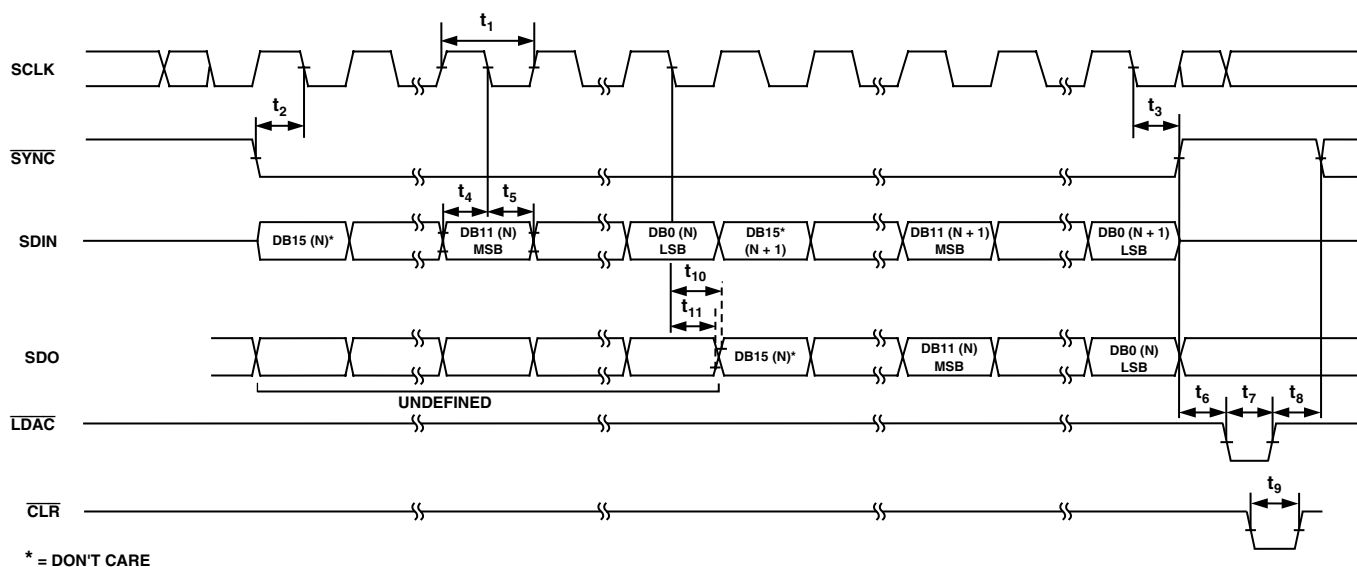 t1
SCLK
t2
t3
SYNC
t4
t5
SDIN
DB15 (N)*
DB11 (N)
MSB
DB0 (N)
LSB
DB15*
(N + 1)
DB11 (N + 1)
MSB
DB0 (N + 1)
LSB
t10
t11
SDO
DB15 (N)*
DB11 (N)
MSB
DB0 (N)
LSB
UNDEFINED
t6
t7
t8
LDAC
t9
CLR
* = DON'T CARE